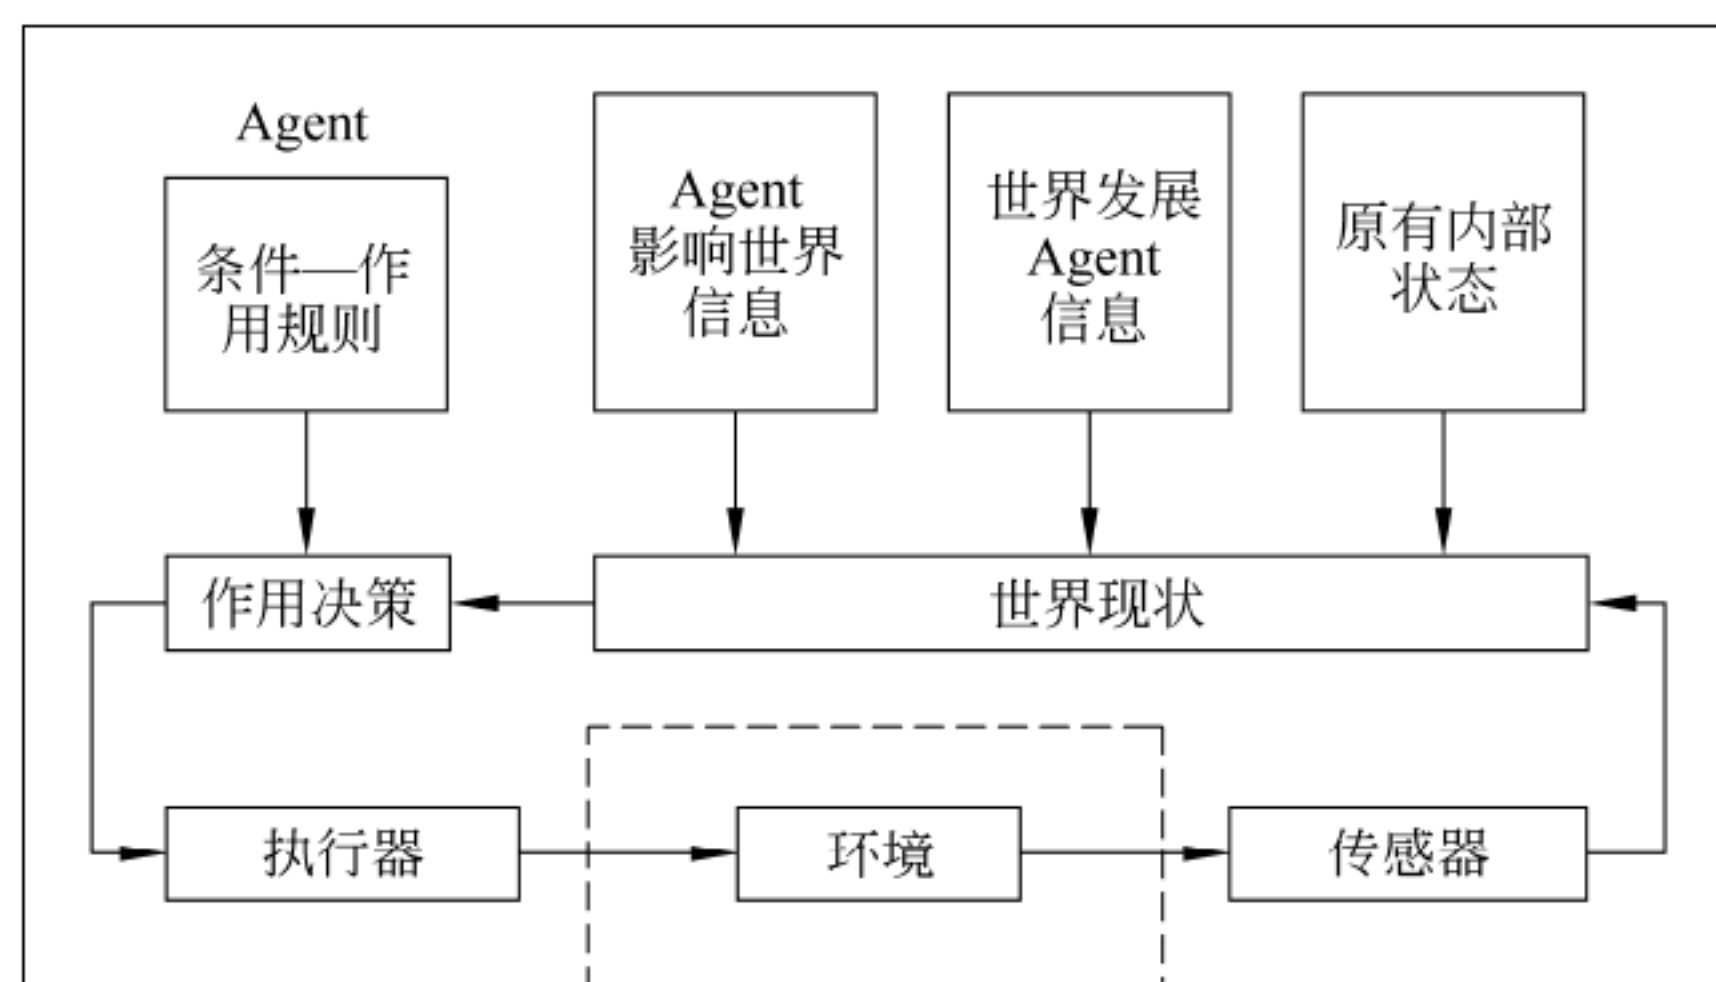 Agent
条件—作
用规则
Agent
影响世界
信息
世界发展
Agent
信息
原有内部
状态
作用决策
世界现状
执行器
环境
传感器